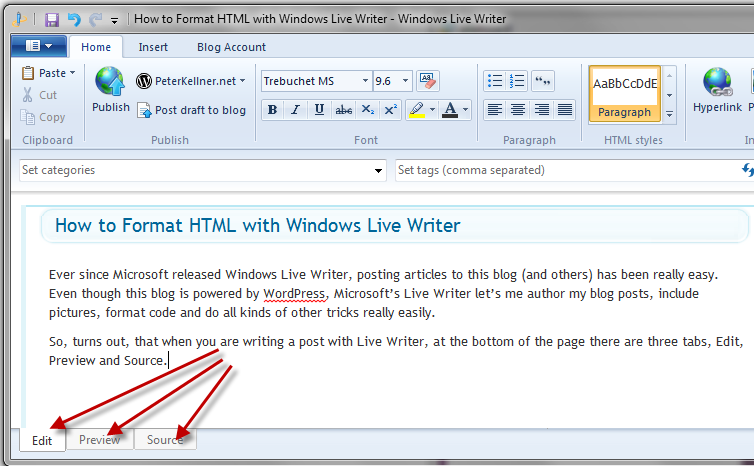 How to Format HTML with Windows Live Writer - Windows Live Writer
Home Insert Blog Account
Paste
Cut
Copy
Clipboard
Publish
PeterKellner.net
Post draft to blog
Publish
Trebuchet MS 9.6
B I U abc X₂ X² A
Font
Paragraph
AaBbCcDdE
Paragraph
HTML styles
Hyperlink
Set categories
Set tags (comma separated)
How to Format HTML with Windows Live Writer
Ever since Microsoft released Windows Live Writer, posting articles to this blog (and others) has been really easy.
Even though this blog is powered by WordPress, Microsoft’s Live Writer let’s me author my blog posts, include
pictures, format code and do all kinds of other tricks really easily.
So, turns out, that when you are writing a post with Live Writer, at the bottom of the page there are three tabs, Edit,
Preview and Source.
Edit Preview Source